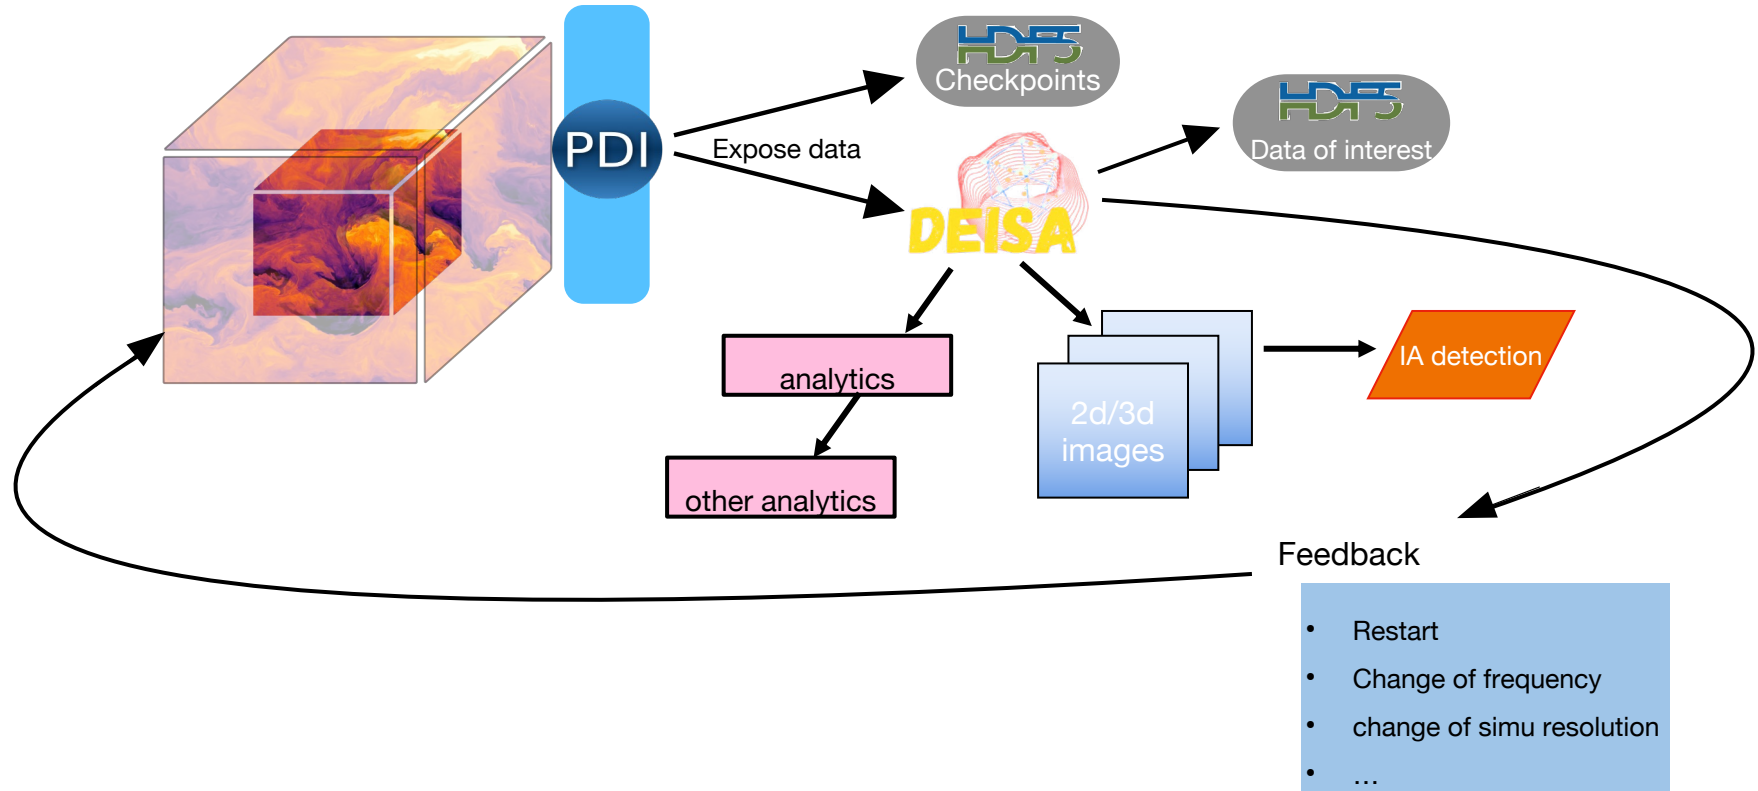 PDI
Expose data
HDF5
Checkpoints
HDF5
Data of interest
DEISA
analytics
other analytics
2d/3d
images
IA detection
Feedback
• Restart
• Change of frequency
• change of simu resolution
• …